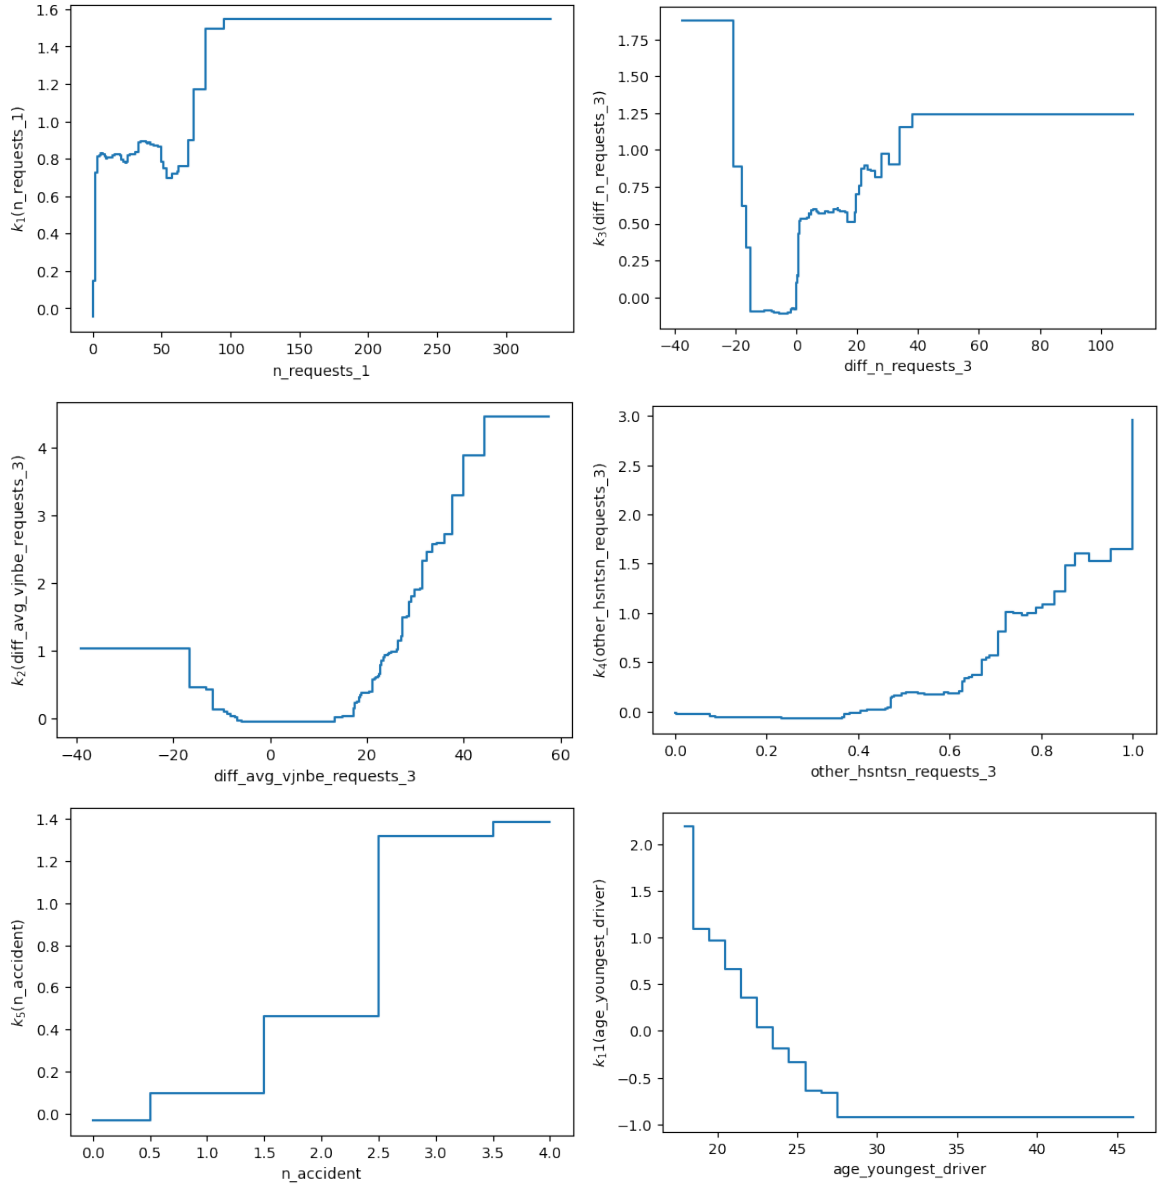 1.6
1.4
1.2
1.0
0.8
0.6
0.4
0.2
0.0
k₁(n_requests_1)
0 50 100 150 200 250 300
n_requests_1
1.75
1.50
1.25
1.00
0.75
0.50
0.25
0.00
k₃(diff_n_requests_3)
−40 −20 0 20 40 60 80 100
diff_n_requests_3
4
3
2
1
0
k₂(diff_avg_vjnbe_requests_3)
−40 −20 0 20 40 60
diff_avg_vjnbe_requests_3
3.0
2.5
2.0
1.5
1.0
0.5
0.0
k₄(other_hsntsn_requests_3)
0.0 0.2 0.4 0.6 0.8 1.0
other_hsntsn_requests_3
1.4
1.2
1.0
0.8
0.6
0.4
0.2
0.0
k₅(n_accident)
0.0 0.5 1.0 1.5 2.0 2.5 3.0 3.5 4.0
n_accident
2.0
1.5
1.0
0.5
0.0
−0.5
−1.0
k₁1(age_youngest_driver)
20 25 30 35 40 45
age_youngest_driver